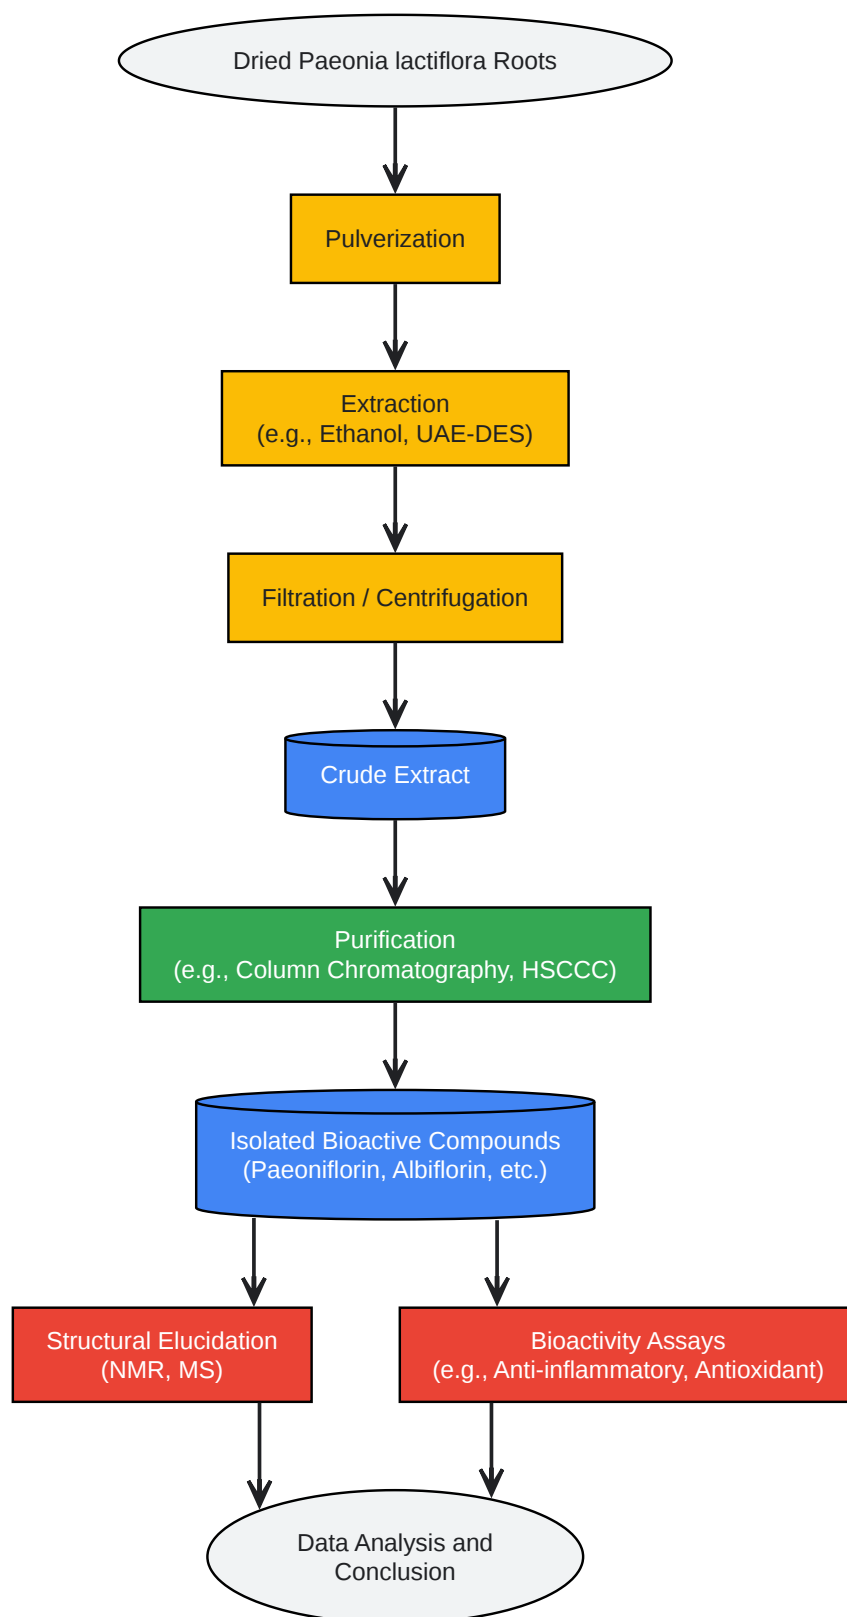 Dried Paeonia lactiflora Roots
Pulverization
Extraction
(e.g., Ethanol, UAE-DES)
Filtration / Centrifugation
Crude Extract
Purification
(e.g., Column Chromatography, HSCCC)
Isolated Bioactive Compounds
(Paeoniflorin, Albiflorin, etc.)
Structural Elucidation
(NMR, MS)
Bioactivity Assays
(e.g., Anti-inflammatory, Antioxidant)
Data Analysis and
Conclusion